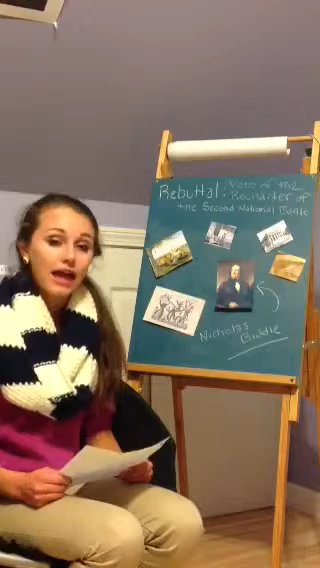 Rebuttal: Veto of the
Recharter of
the Second National Bank
Nicholas
Biddle